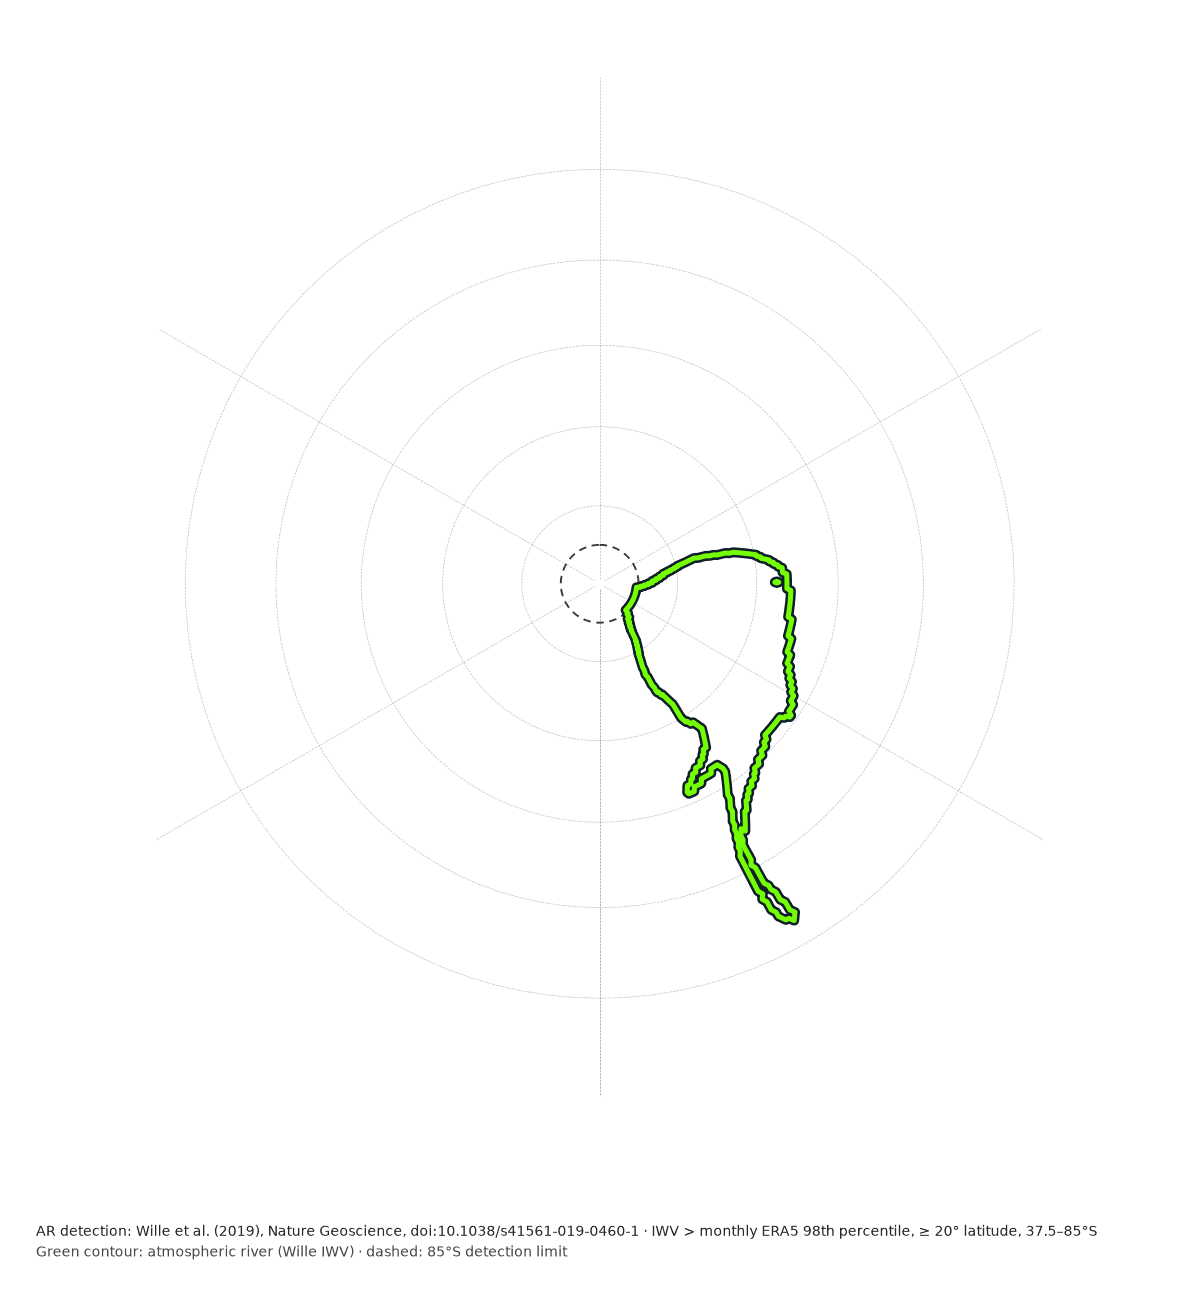 AR detection: Wille et al. (2019), Nature Geoscience, doi:10.1038/s41561-019-0460-1 · IWV > monthly ERA5 98th percentile, ≥ 20° latitude, 37.5–85°S
Green contour: atmospheric river (Wille IWV) · dashed: 85°S detection limit